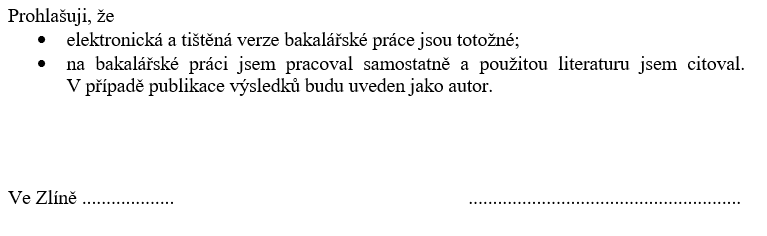 Prohlašuji, že
• elektronická a tištěná verze bakalářské práce jsou totožné;
• na bakalářské práci jsem pracoval samostatně a použitou literaturu jsem citoval.
V případě publikace výsledků budu uveden jako autor.
Ve Zlíně ................... ........................................................